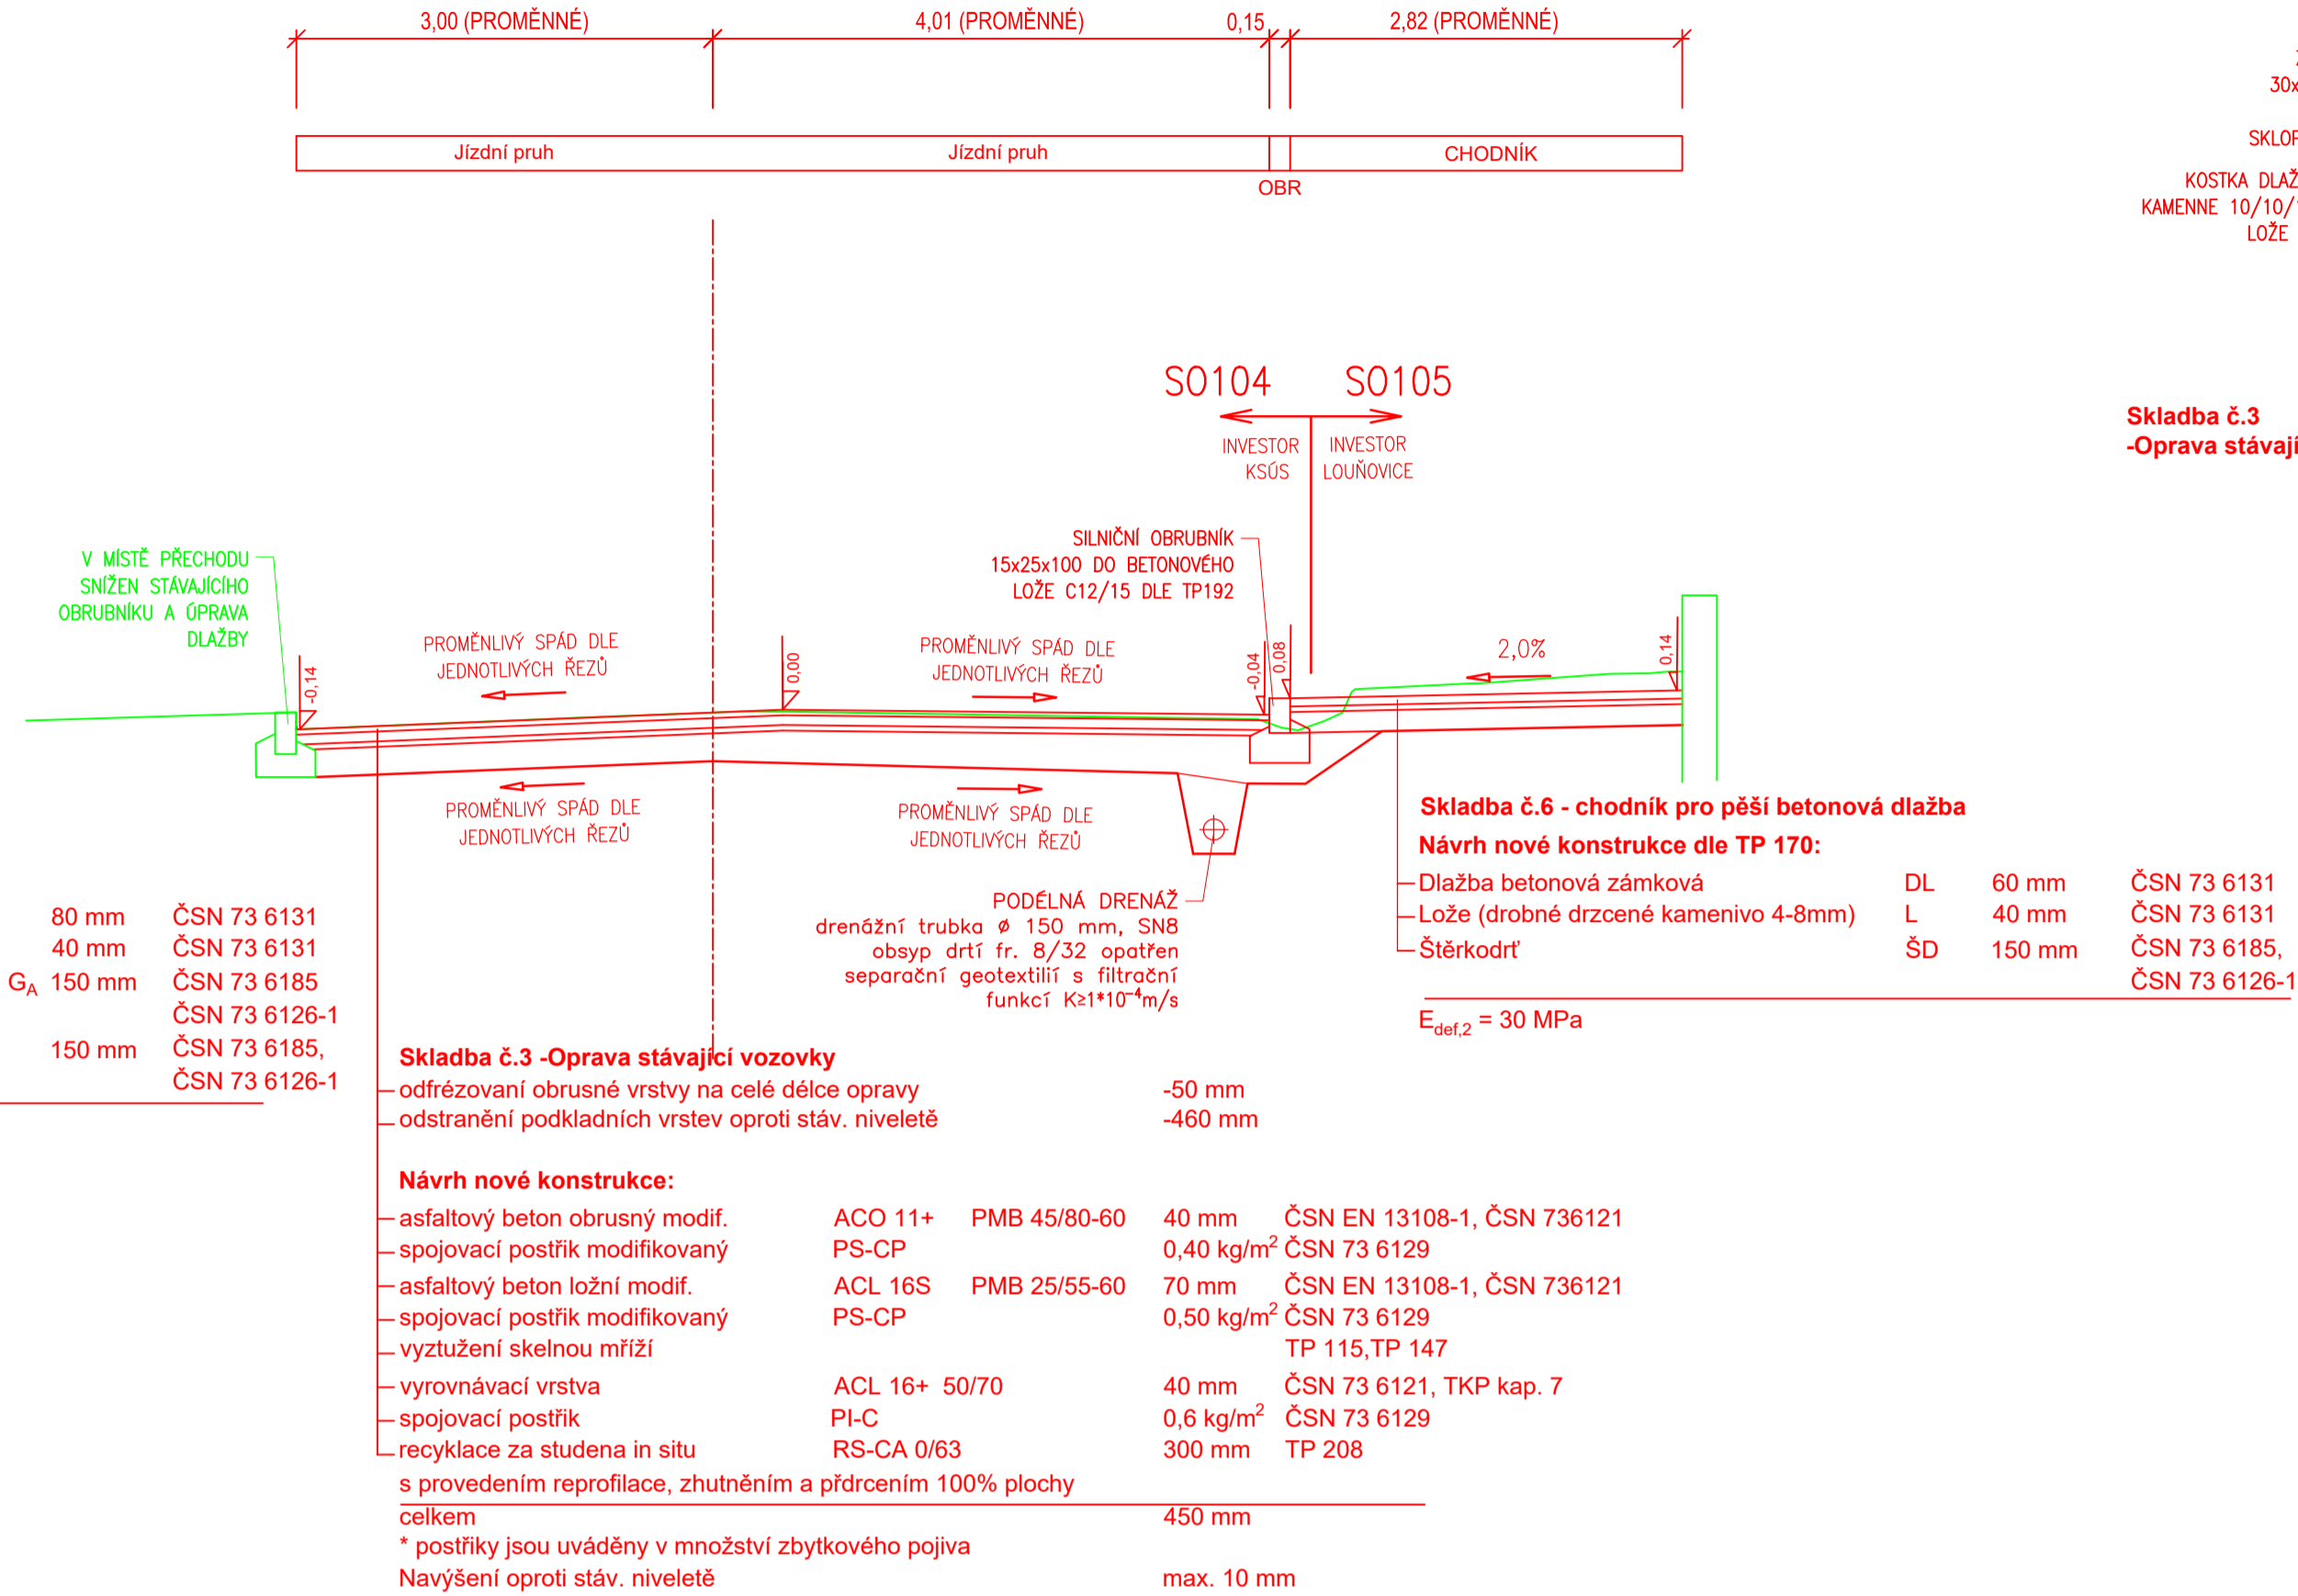 3,00 (PROMĚNNÉ)
4,01 (PROMĚNNÉ)
0,15
2,82 (PROMĚNNÉ)
Jízdní pruh
Jízdní pruh
CHODNÍK
OBR
SKLOP
KOSTKA DLAŽ
KAMENNE 10/10/
LOŽE
SO104
SO105
INVESTOR
KSÚS
INVESTOR
LOUŇOVICE
Skladba č.3
-Oprava stávají
V MÍSTĚ PŘECHODU
SNÍŽEN STÁVAJÍCÍHO
OBRUBNÍKU A ÚPRAVA
DLAŽBY
SILNIČNÍ OBRUBNÍK
15x25x100 DO BETONOVÉHO
LOŽE C12/15 DLE TP192
PROMĚNLIVÝ SPÁD DLE
JEDNOTLIVÝCH ŘEZŮ
PROMĚNLIVÝ SPÁD DLE
JEDNOTLIVÝCH ŘEZŮ
2,0%
-0,14
0,00
-0,04
0,08
0,14
PROMĚNLIVÝ SPÁD DLE
JEDNOTLIVÝCH ŘEZŮ
PROMĚNLIVÝ SPÁD DLE
JEDNOTLIVÝCH ŘEZŮ
PODÉLNÁ DRENÁŽ
drenážní trubka ø 150 mm, SN8
obsyp drtí fr. 8/32 opatřen
separační geotextilií s filtrační
funkcí K≥1*10⁻⁴m/s
Skladba č.6 - chodník pro pěší betonová dlažba
Návrh nové konstrukce dle TP 170:
Dlažba betonová zámková DL 60 mm ČSN 73 6131
Lože (drobné drzcené kamenivo 4-8mm) L 40 mm ČSN 73 6131
Štěrkodrť ŠD 150 mm ČSN 73 6185,
ČSN 73 6126-1
E def,2 = 30 MPa
80 mm ČSN 73 6131
40 mm ČSN 73 6131
G A 150 mm ČSN 73 6185
ČSN 73 6126-1
150 mm ČSN 73 6185,
ČSN 73 6126-1
Skladba č.3 -Oprava stávající vozovky
odfrézovaní obrusné vrstvy na celé délce opravy -50 mm
odstranění podkladních vrstev oproti stáv. niveletě -460 mm
Návrh nové konstrukce:
asfaltový beton obrusný modif. ACO 11+ PMB 45/80-60 40 mm ČSN EN 13108-1, ČSN 736121
spojovací postřik modifikovaný PS-CP 0,40 kg/m² ČSN 73 6129
asfaltový beton ložní modif. ACL 16S PMB 25/55-60 70 mm ČSN EN 13108-1, ČSN 736121
spojovací postřik modifikovaný PS-CP 0,50 kg/m² ČSN 73 6129
vyztužení skelnou mříží TP 115,TP 147
vyrovnávací vrstva ACL 16+ 50/70 40 mm ČSN 73 6121, TKP kap. 7
spojovací postřik PI-C 0,6 kg/m² ČSN 73 6129
recyklace za studena in situ RS-CA 0/63 300 mm TP 208
s provedením reprofilace, zhutněním a přdrcením 100% plochy
celkem 450 mm
* postřiky jsou uváděny v množství zbytkového pojiva
Navýšení oproti stáv. niveletě max. 10 mm